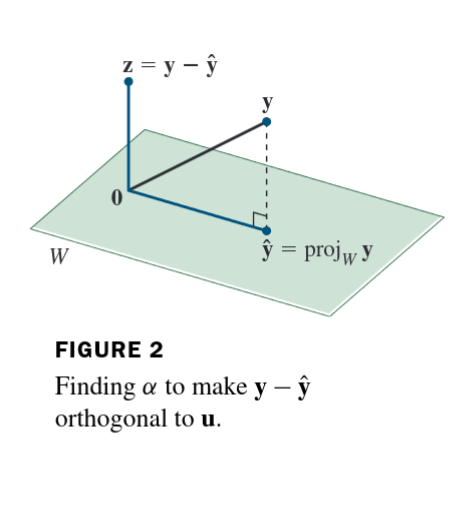 z = y − ŷ
y
0
ŷ = proj_W y
W
FIGURE 2
Finding α to make y − ŷ
orthogonal to u.